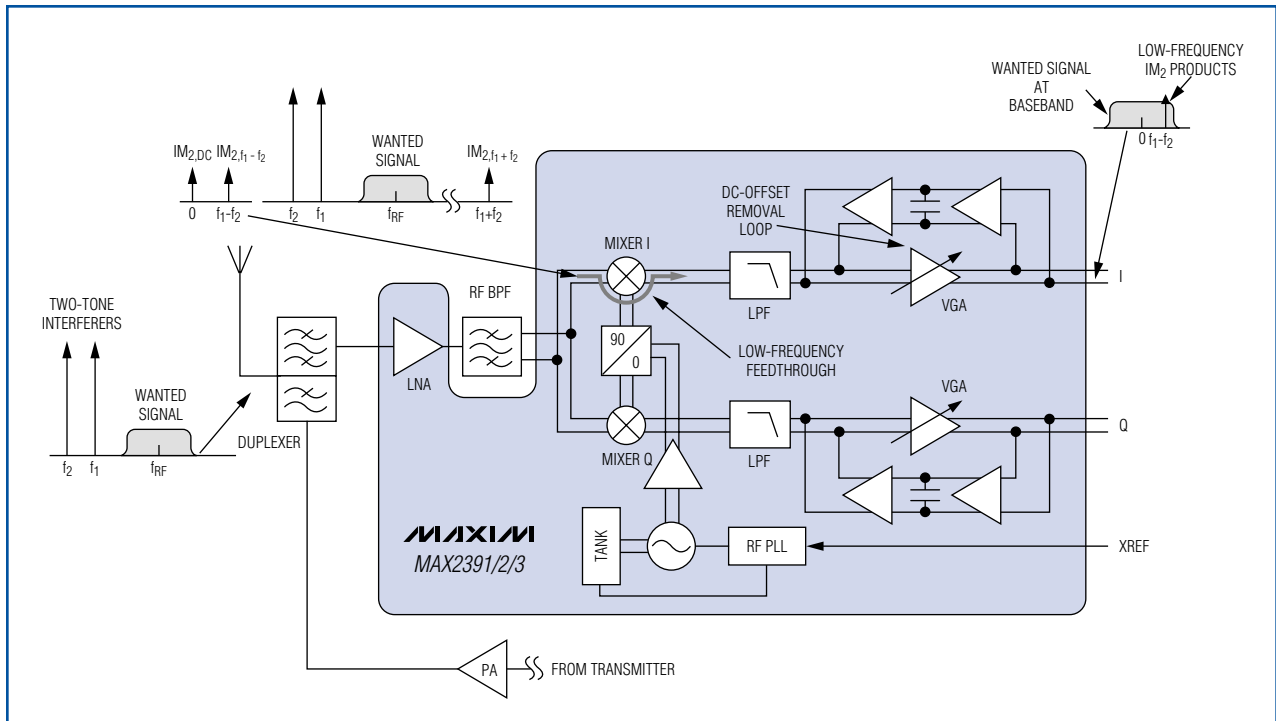 WANTED SIGNAL
AT
BASEBAND
LOW-FREQUENCY
IM2 PRODUCTS
0 f1-f2
IM2,DC
IM2,f1 - f2
WANTED
SIGNAL
IM2,f1 + f2
0
f1-f2
f2
f1
fRF
f1+f2
DC-OFFSET
REMOVAL
LOOP
MIXER I
RF BPF
I
LPF
VGA
TWO-TONE
INTERFERERS
90
0
LOW-FREQUENCY
FEEDTHROUGH
LNA
WANTED
SIGNAL
DUPLEXER
f2
f1
fRF
VGA
Q
MIXER Q
LPF
MAXIM
MAX2391/2/3
TANK
RF PLL
XREF
PA
FROM TRANSMITTER